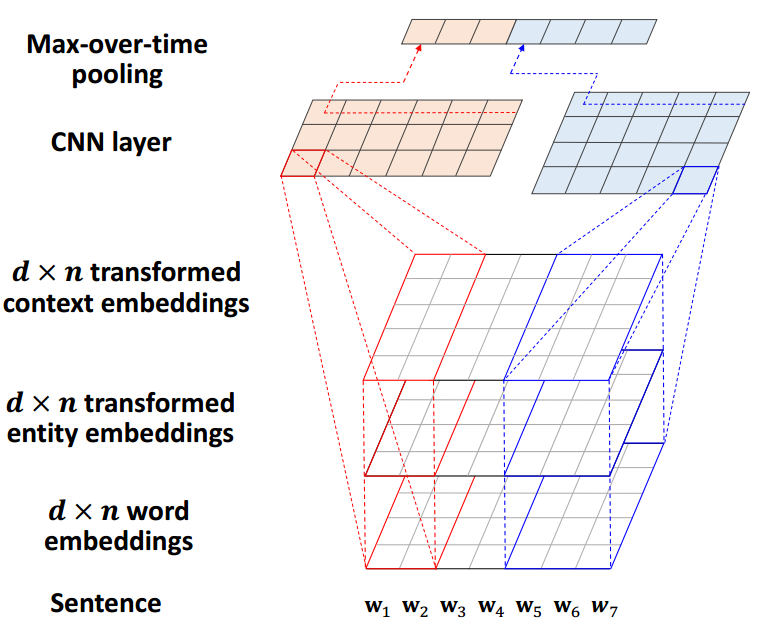 Max-over-time
pooling
CNN layer
d × n transformed
context embeddings
d × n transformed
entity embeddings
d × n word
embeddings
Sentence w₁ w₂ w₃ w₄ w₅ w₆ w₇